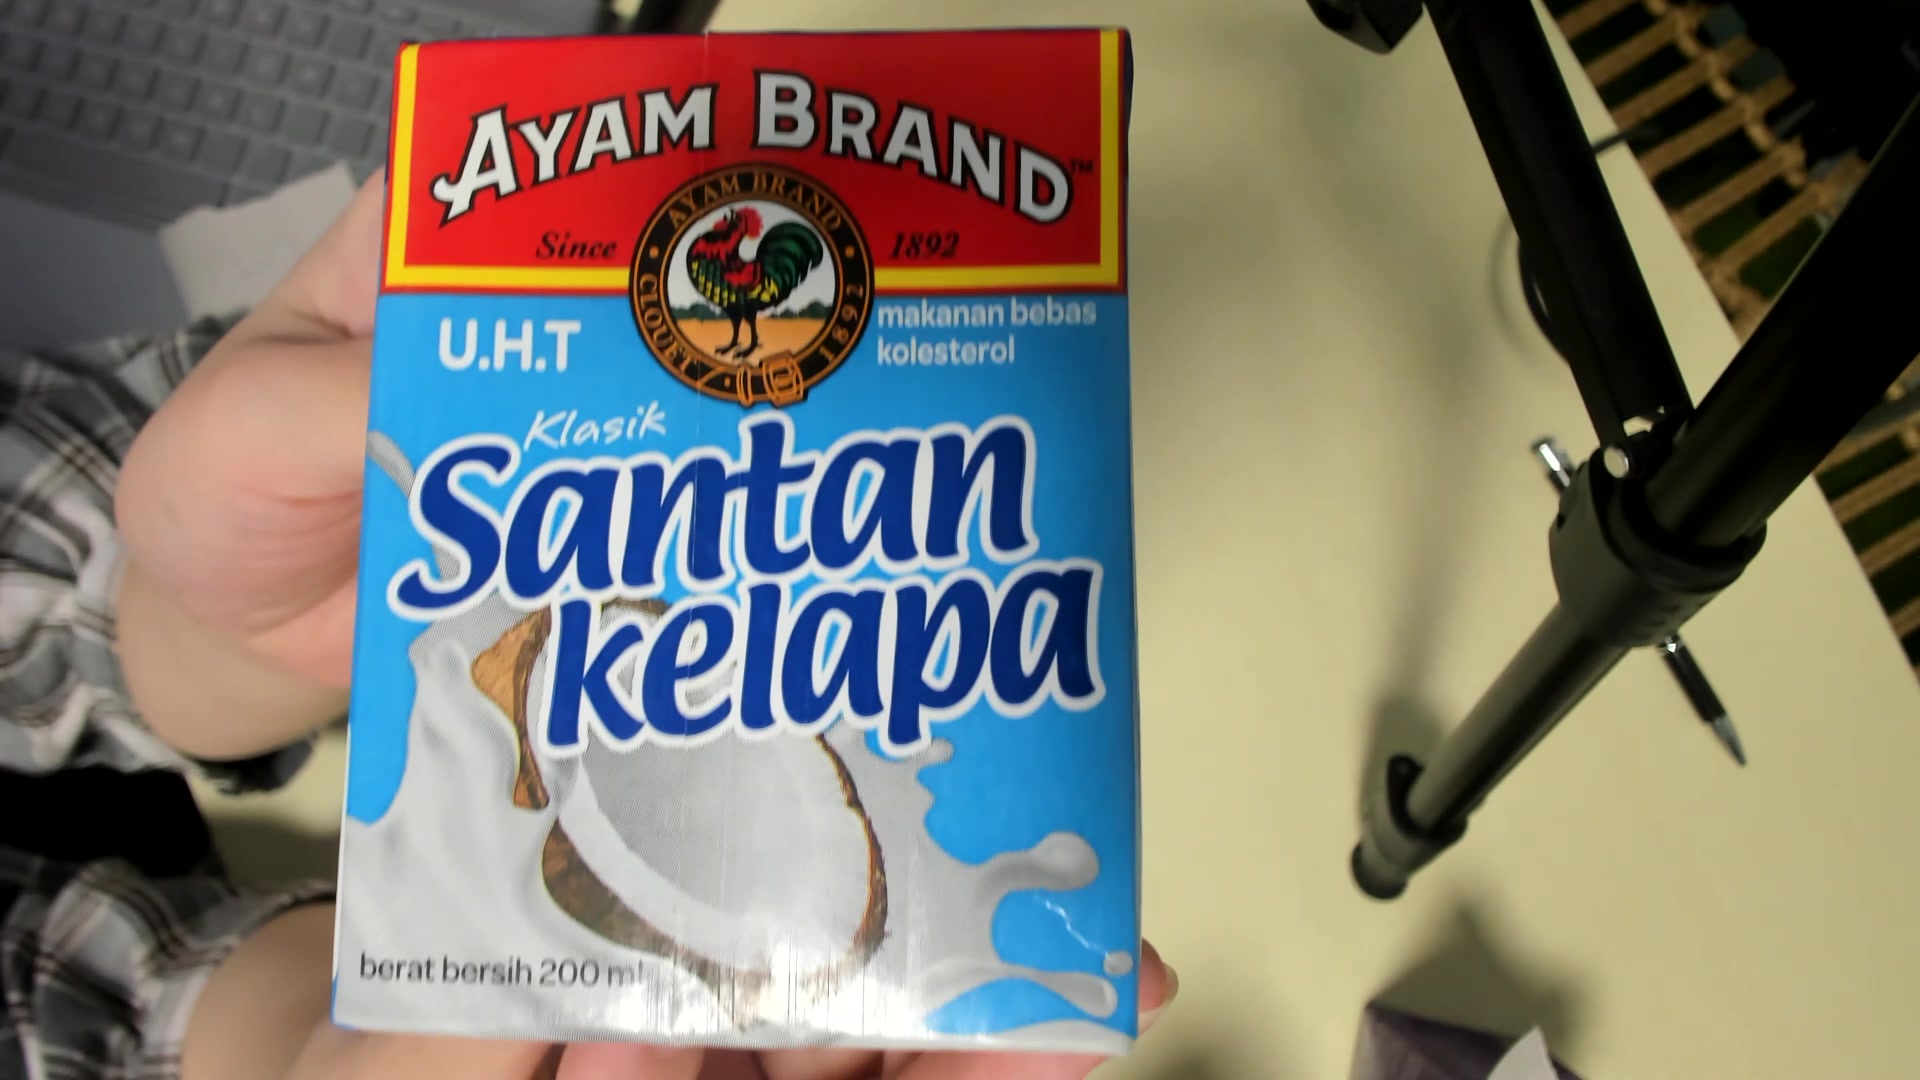 AYAM BRAND™
Since 1892
AYAM BRAND
CLOUET 1892
U.H.T
makanan bebas
kolesterol
Klasik
Santan
kelapa
berat bersih 200 ml